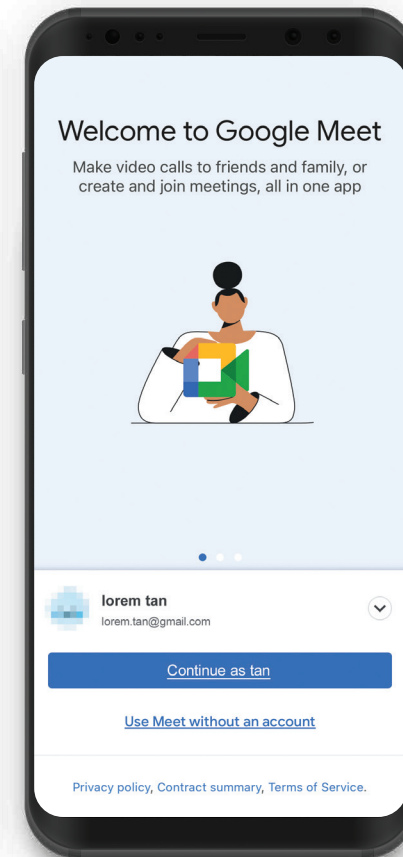 Welcome to Google Meet
Make video calls to friends and family, or
create and join meetings, all in one app
lorem tan
lorem.tan@gmail.com
Continue as tan
Use Meet without an account
Privacy policy, Contract summary, Terms of Service.